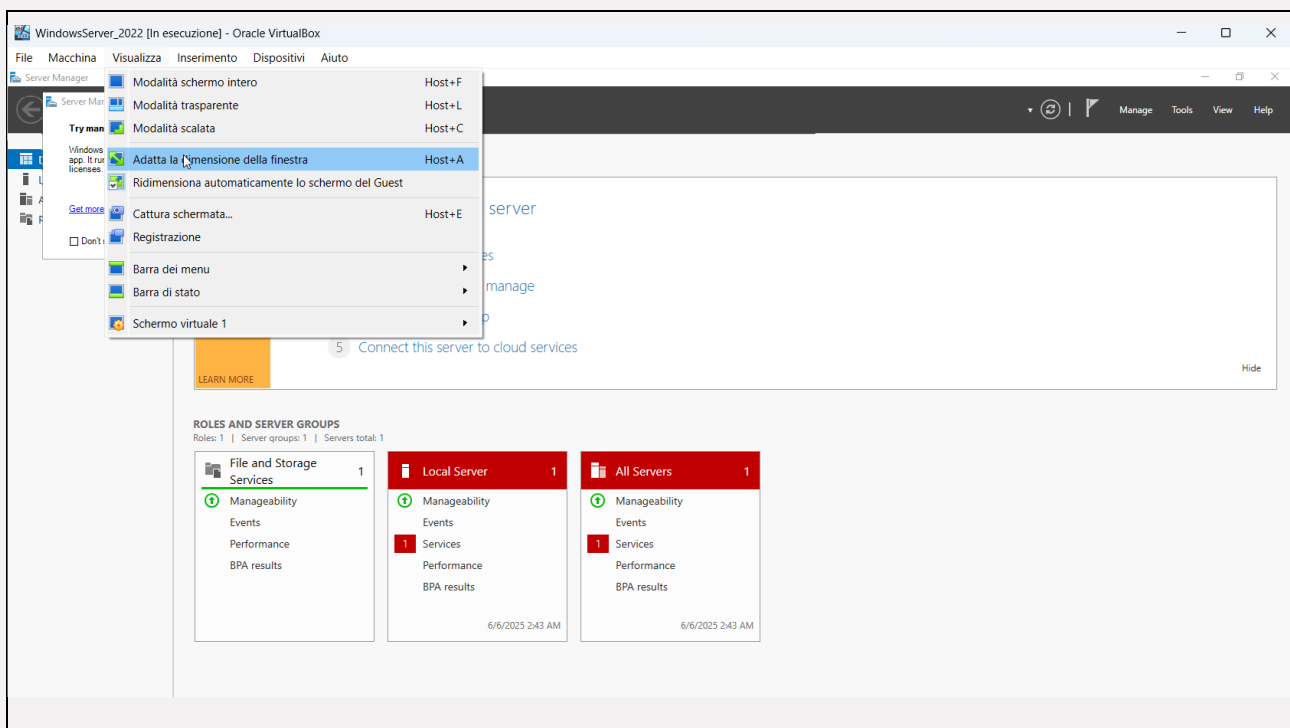 WindowsServer_2022 [In esecuzione] - Oracle VirtualBox
File Macchina Visualizza Inserimento Dispositivi Aiuto
Server Manager
Manage Tools View Help
Server Mar
Try man
Windows
app. It rur
licenses.
Get more
Don't s
Modalità schermo intero Host+F
Modalità trasparente Host+L
Modalità scalata Host+C
Adatta la dimensione della finestra Host+A
Ridimensiona automaticamente lo schermo del Guest
Cattura schermata... Host+E
Registrazione
Barra dei menu
Barra di stato
Schermo virtuale 1
server
es
manage
p
5 Connect this server to cloud services
LEARN MORE
Hide
ROLES AND SERVER GROUPS
Roles: 1 | Server groups: 1 | Servers total: 1
File and Storage
Services 1
Manageability
Events
Performance
BPA results
Local Server 1
Manageability
Events
1 Services
Performance
BPA results
6/6/2025 2:43 AM
All Servers 1
Manageability
Events
1 Services
Performance
BPA results
6/6/2025 2:43 AM